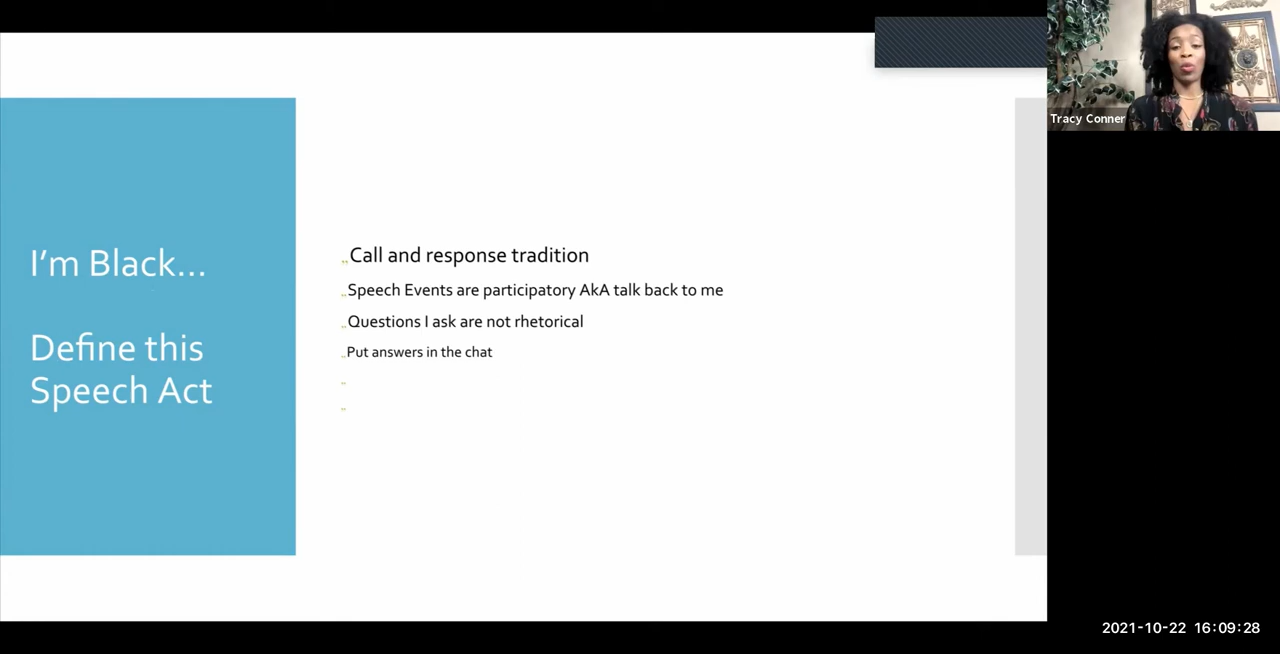 Tracy Conner
I'm Black...
Define this
Speech Act
Call and response tradition
Speech Events are participatory AkA talk back to me
Questions I ask are not rhetorical
Put answers in the chat
2021-10-22 16:09:28